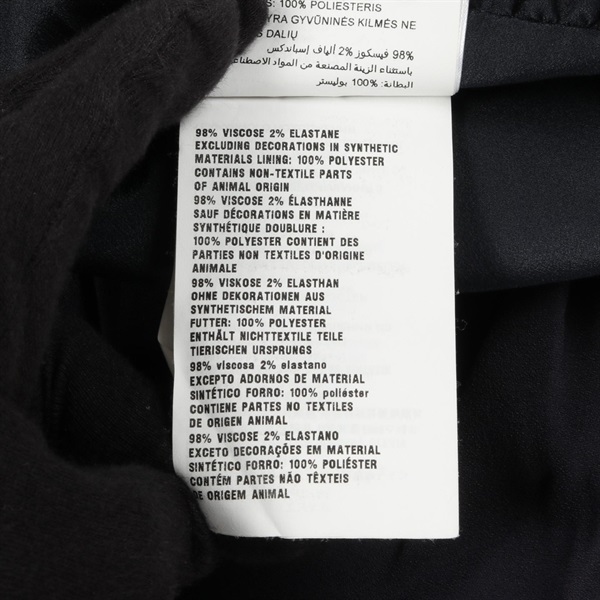 S: 100% POLIESTERIS
YRA GYVŪNINĖS KILMĖS NE
S DALIŲ
98% فيسكوز 2% ألياف إسباندكس
باستثناء الزينة المصنعة من المواد الاصطناع
البطانة: 100% بوليستر
98% VISCOSE 2% ELASTANE
EXCLUDING DECORATIONS IN SYNTHETIC
MATERIALS LINING: 100% POLYESTER
CONTAINS NON-TEXTILE PARTS
OF ANIMAL ORIGIN
98% VISCOSE 2% ÉLASTHANNE
SAUF DÉCORATIONS EN MATIÈRE
SYNTHÉTIQUE DOUBLURE :
100% POLYESTER CONTIENT DES
PARTIES NON TEXTILES D'ORIGINE
ANIMALE
98% VISKOSE 2% ELASTHAN
OHNE DEKORATIONEN AUS
SYNTHETISCHEM MATERIAL
FUTTER: 100% POLYESTER
ENTHÄLT NICHTTEXTILE TEILE
TIERISCHEN URSPRUNGS
98% viscosa 2% elastano
EXCEPTO ADORNOS DE MATERIAL
SINTÉTICO FORRO: 100% poliéster
CONTIENE PARTES NO TEXTILES
DE ORIGEN ANIMAL
98% VISCOSE 2% ELASTANO
EXCETO DECORAÇÕES EM MATERIAL
SINTÉTICO FORRO: 100% POLIÉSTER
CONTÉM PARTES NÃO TÊXTEIS
DE ORIGEM ANIMAL